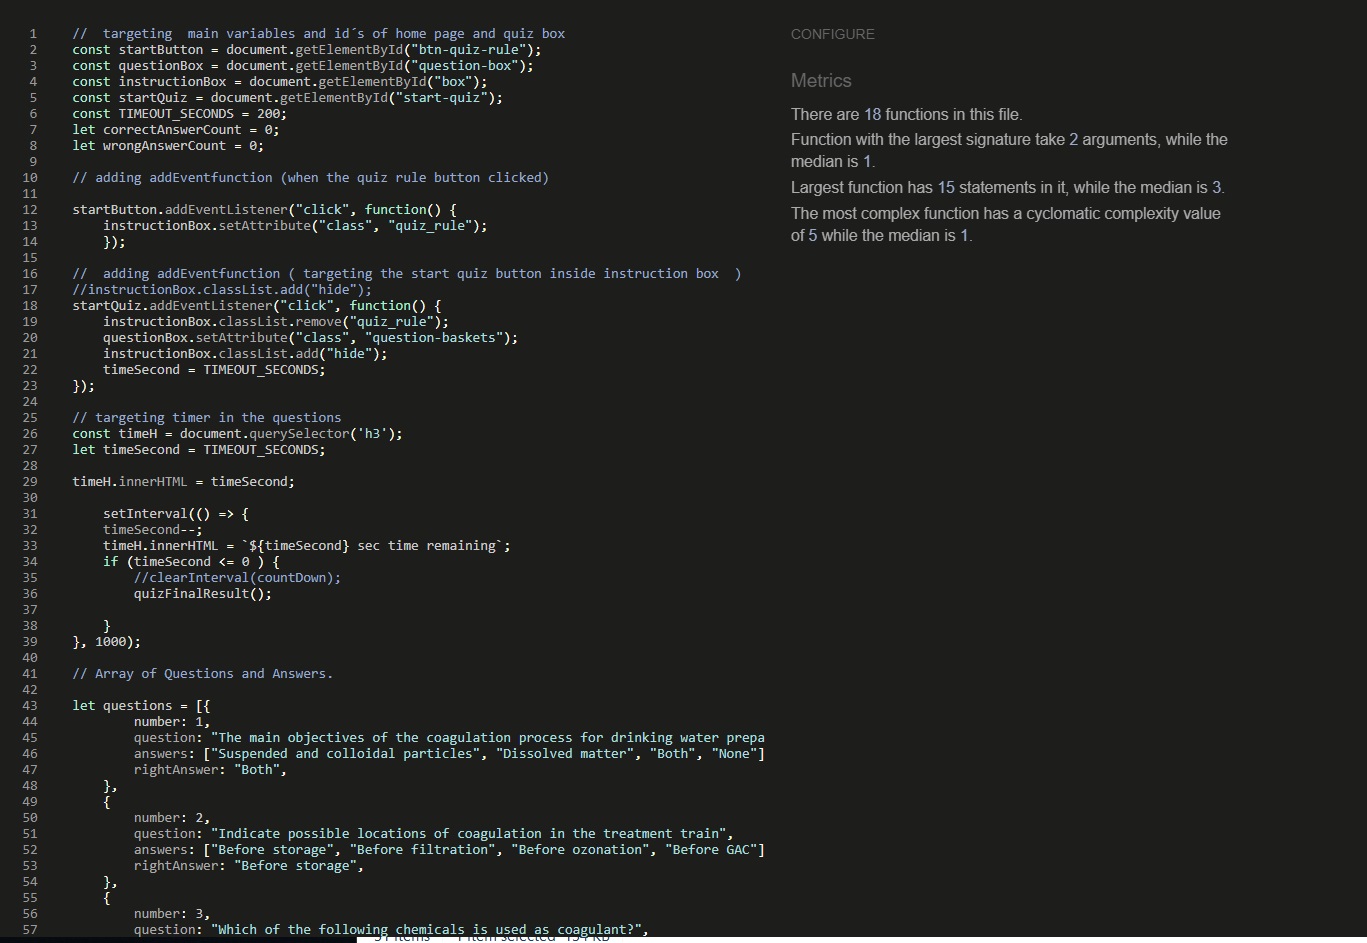 1 // targeting main variables and id´s of home page and quiz box
2 const startButton = document.getElementById("btn-quiz-rule");
3 const questionBox = document.getElementById("question-box");
4 const instructionBox = document.getElementById("box");
5 const startQuiz = document.getElementById("start-quiz");
6 const TIMEOUT_SECONDS = 200;
7 let correctAnswerCount = 0;
8 let wrongAnswerCount = 0;
9
10 // adding addEventfunction (when the quiz rule button clicked)
11
12 startButton.addEventListener("click", function() {
13 instructionBox.setAttribute("class", "quiz_rule");
14 });
15
16 // adding addEventfunction ( targeting the start quiz button inside instruction box )
17 //instructionBox.classList.add("hide");
18 startQuiz.addEventListener("click", function() {
19 instructionBox.classList.remove("quiz_rule");
20 questionBox.setAttribute("class", "question-baskets");
21 instructionBox.classList.add("hide");
22 timeSecond = TIMEOUT_SECONDS;
23 });
24
25 // targeting timer in the questions
26 const timeH = document.querySelector('h3');
27 let timeSecond = TIMEOUT_SECONDS;
28
29 timeH.innerHTML = timeSecond;
30
31 setInterval(() => {
32 timeSecond--;
33 timeH.innerHTML = `${timeSecond} sec time remaining`;
34 if (timeSecond <= 0 ) {
35 //clearInterval(countDown);
36 quizFinalResult();
37
38 }
39 }, 1000);
40
41 // Array of Questions and Answers.
42
43 let questions = [{
44 number: 1,
45 question: "The main objectives of the coagulation process for drinking water prepa
46 answers: ["Suspended and colloidal particles", "Dissolved matter", "Both", "None"]
47 rightAnswer: "Both",
48 },
49 {
50 number: 2,
51 question: "Indicate possible locations of coagulation in the treatment train",
52 answers: ["Before storage", "Before filtration", "Before ozonation", "Before GAC"]
53 rightAnswer: "Before storage",
54 },
55 {
56 number: 3,
57 question: "Which of the following chemicals is used as coagulant?",
CONFIGURE
Metrics
There are 18 functions in this file.
Function with the largest signature take 2 arguments, while the
median is 1.
Largest function has 15 statements in it, while the median is 3.
The most complex function has a cyclomatic complexity value
of 5 while the median is 1.